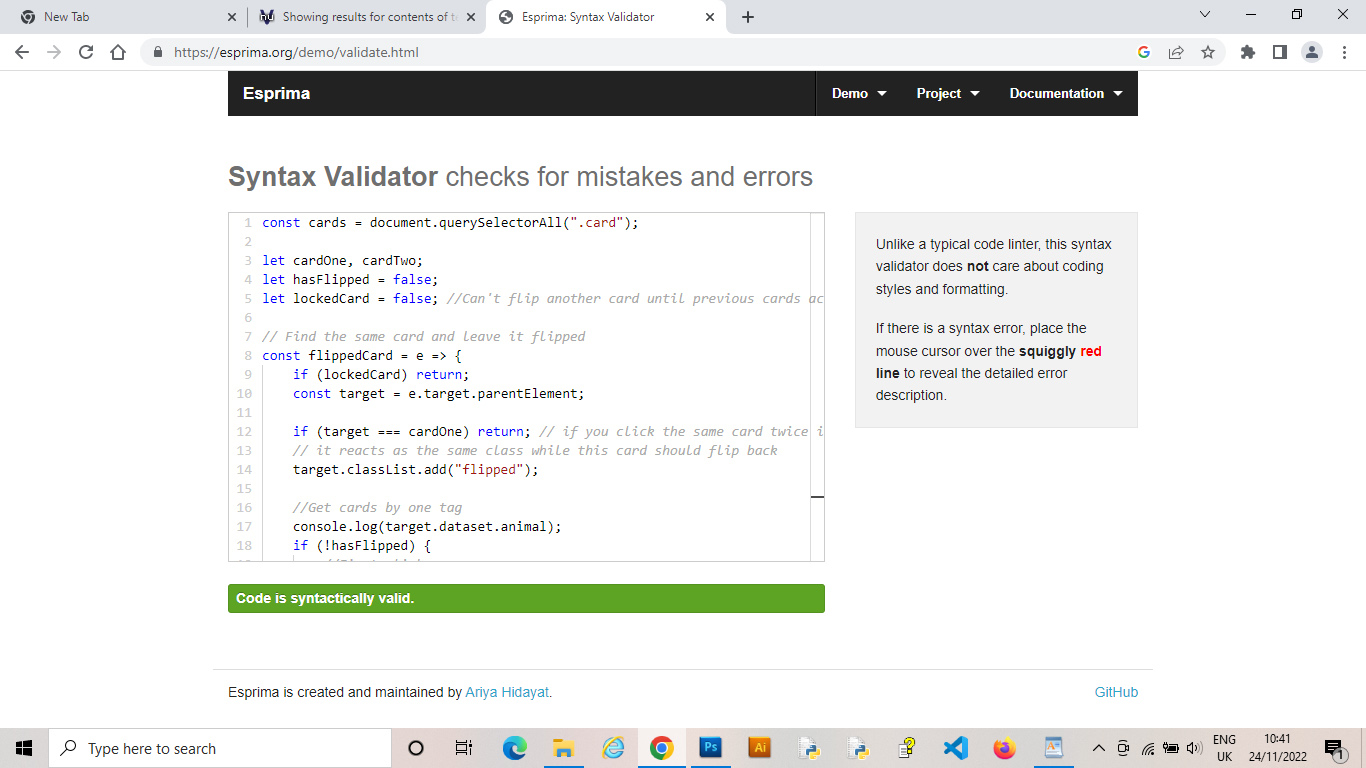 New Tab
Showing results for contents of t
Esprima: Syntax Validator
https://esprima.org/demo/validate.html
Esprima
Demo
Project
Documentation
Syntax Validator checks for mistakes and errors
1 const cards = document.querySelectorAll(".card");
2
3 let cardOne, cardTwo;
4 let hasFlipped = false;
5 let lockedCard = false; //Can't flip another card until previous cards ac
6
7 // Find the same card and leave it flipped
8 const flippedCard = e => {
9 if (lockedCard) return;
10 const target = e.target.parentElement;
11
12 if (target === cardOne) return; // if you click the same card twice i
13 // it reacts as the same class while this card should flip back
14 target.classList.add("flipped");
15
16 //Get cards by one tag
17 console.log(target.dataset.animal);
18 if (!hasFlipped) {
Unlike a typical code linter, this syntax
validator does not care about coding
styles and formatting.
If there is a syntax error, place the
mouse cursor over the squiggly red
line to reveal the detailed error
description.
Code is syntactically valid.
Esprima is created and maintained by Ariya Hidayat.
GitHub
Type here to search
Ps
Ai
ENG
UK
10:41
24/11/2022
1